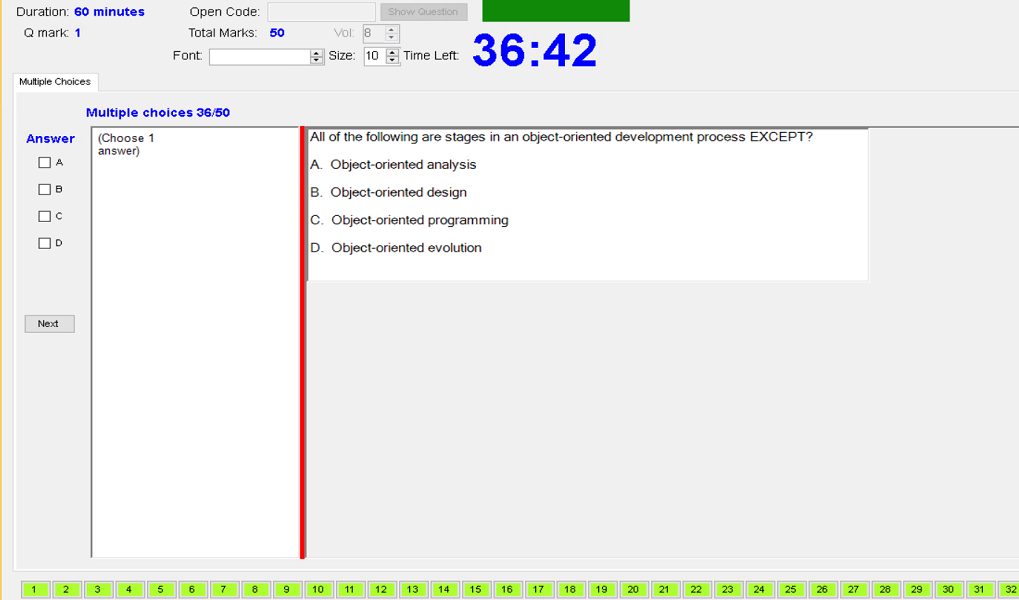 Duration: 60 minutes Open Code: Show Question
Q mark: 1 Total Marks: 50 Vol: 8
Font: Size: 10 Time Left: 36:42
Multiple Choices
Multiple choices 36/50
Answer
A
B
C
D
Next
(Choose 1
answer)
All of the following are stages in an object-oriented development process EXCEPT?
A. Object-oriented analysis
B. Object-oriented design
C. Object-oriented programming
D. Object-oriented evolution
1 2 3 4 5 6 7 8 9 10 11 12 13 14 15 16 17 18 19 20 21 22 23 24 25 26 27 28 29 30 31 32